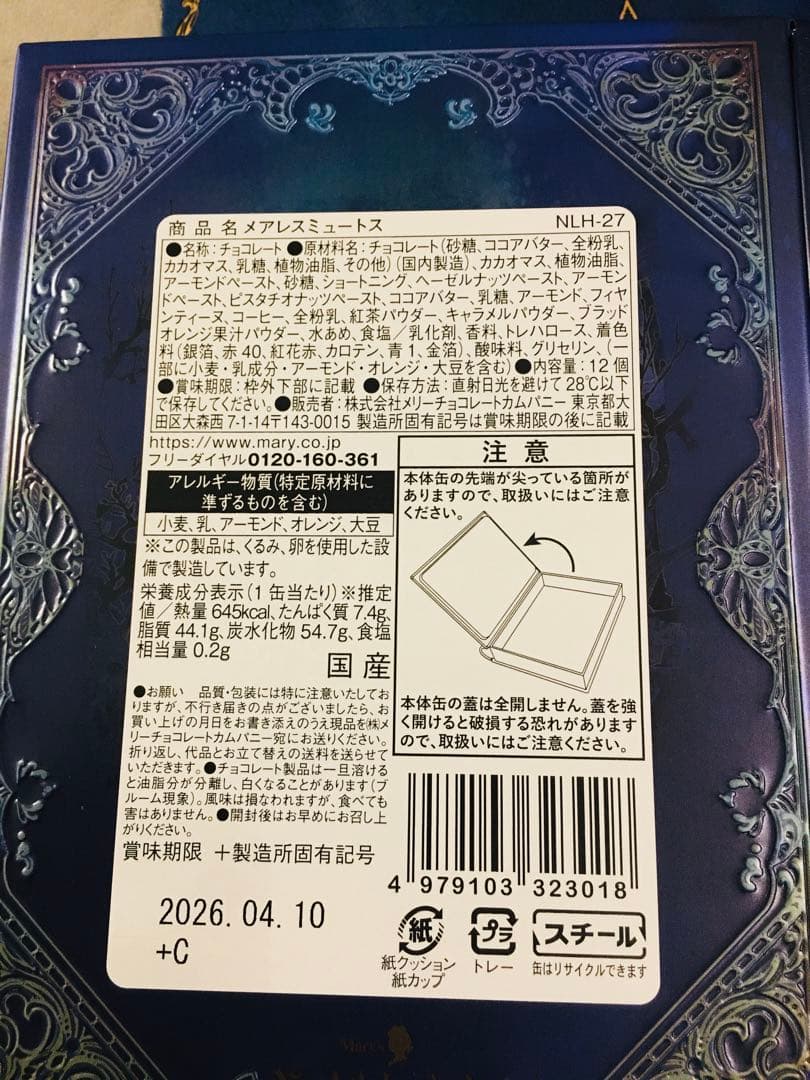 商品名 メアレスミュートス NLH-27
●名称：チョコレート ●原材料名：チョコレート（砂糖、ココアバター、全粉乳、
カカオマス、乳糖、植物油脂、その他）（国内製造）、カカオマス、植物油脂、
アーモンドペースト、砂糖、ショートニング、ヘーゼルナッツペースト、アーモン
ドペースト、ピスタチオナッツペースト、ココアバター、乳糖、アーモンド、フィヤ
ンティーヌ、コーヒー、全粉乳、紅茶パウダー、キャラメルパウダー、ブラッド
オレンジ果汁パウダー、水あめ、食塩／乳化剤、香料、トレハロース、着色
料（銀箔、赤40、紅花赤、カロテン、青1、金箔）、酸味料、グリセリン、（一
部に小麦・乳成分・アーモンド・オレンジ・大豆を含む）●内容量：12個
●賞味期限：枠外下部に記載 ●保存方法：直射日光を避けて28℃以下
で保存してください。●販売者：株式会社メリーチョコレートカムパニー 東京都大
田区大森西7-1-14〒143-0015 製造所固有記号は賞味期限の後に記載
https://www.mary.co.jp
フリーダイヤル0120-160-361
アレルギー物質（特定原材料に
準ずるものを含む）
小麦、乳、アーモンド、オレンジ、大豆
※この製品は、くるみ、卵を使用した設
備で製造しています。
栄養成分表示（1缶当たり）※推定
値／熱量 645kcal、たんぱく質 7.4g、
脂質 44.1g、炭水化物 54.7g、食塩
相当量 0.2g
国産
注意
本体缶の先端が尖っている箇所が
ありますので、取扱いにはご注意
ください。
本体缶の蓋は全開しません。蓋を強
く開けると破損する恐れがあります
ので、取扱いにはご注意ください。
●お願い 品質・包装には特に注意いたしてお
りますが、不行き届きの点がございましたら、お
買い上げの月日をお書き添えのうえ現品を㈱メ
リーチョコレートカムパニー宛にお送りください。
折り返し、代品とお立て替えの送料を送らせて
いただきます。●チョコレート製品は一旦溶ける
と油脂分が分離し、白くなることがあります（ブ
ルーム現象）。風味は損なわれますが、食べても
害はありません。●開封後はお早めにお召し上
がりください。
賞味期限 ＋製造所固有記号
2026.04.10
+C
4 979103 323018
紙
紙クッション
紙カップ
プラ
トレー
スチール
缶はリサイクルできます
Mary's